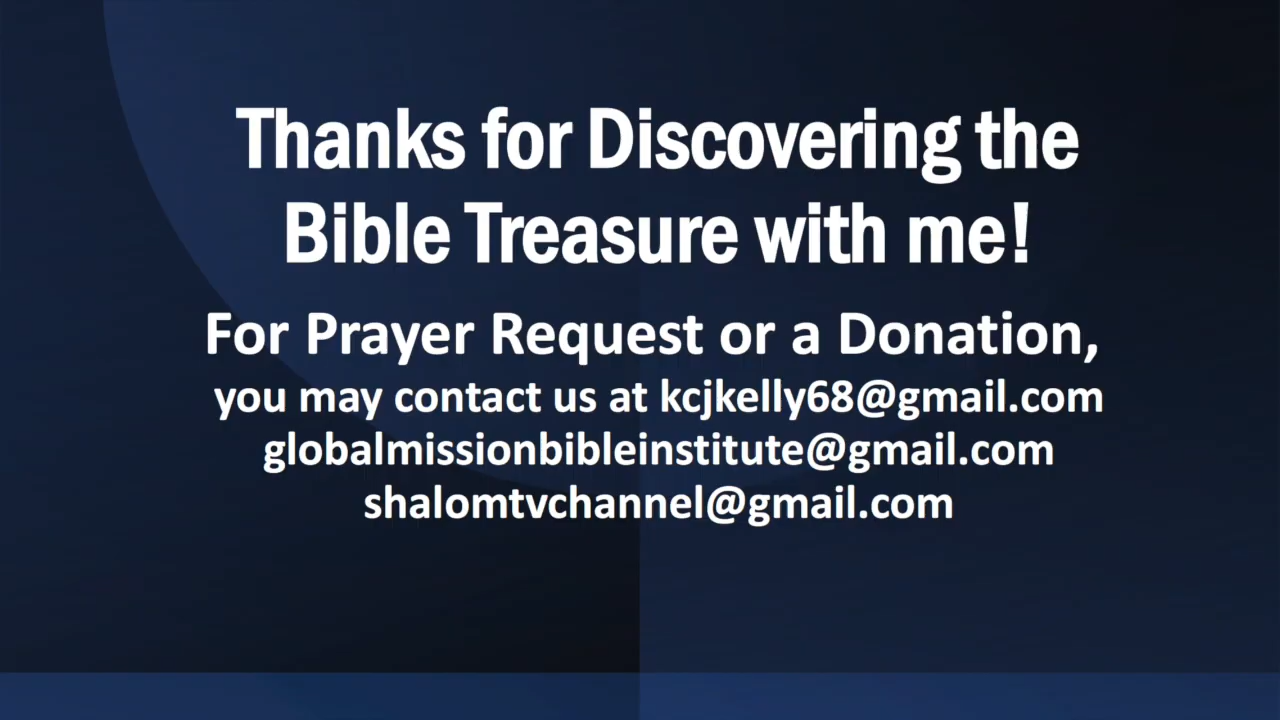 Thanks for Discovering the
Bible Treasure with me!
For Prayer Request or a Donation,
you may contact us at kcjkelly68@gmail.com
globalmissionbibleinstitute@gmail.com
shalomtvchannel@gmail.com